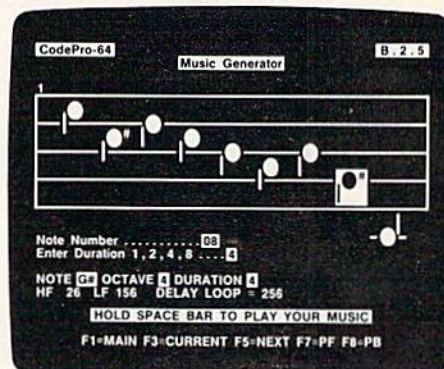 CodePro-64 B.2.5
Music Generator
1
#
#
Note Number ........... 08
Enter Duration 1,2,4,8 .... 4
NOTE G# OCTAVE 4 DURATION 4
HF 26 LF 156 DELAY LOOP = 256
HOLD SPACE BAR TO PLAY YOUR MUSIC
F1=MAIN F3=CURRENT F5=NEXT F7=PF F8=PB